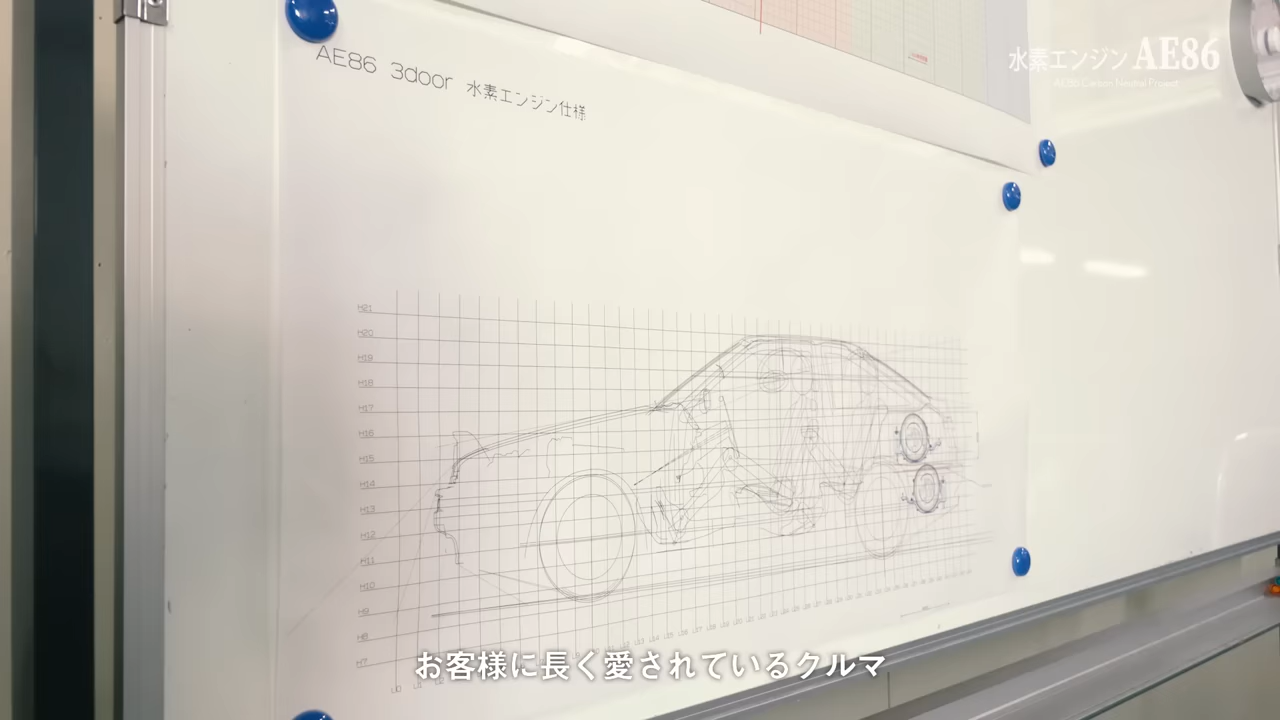 AE86 3door 水素エンジン仕様
水素エンジン AE86
AE86 Carbon Neutral Project
H21
H20
H19
H18
H17
H16
H15
H14
H13
H12
H11
H10
H9
H8
H7
お客様に長く愛されているクルマ